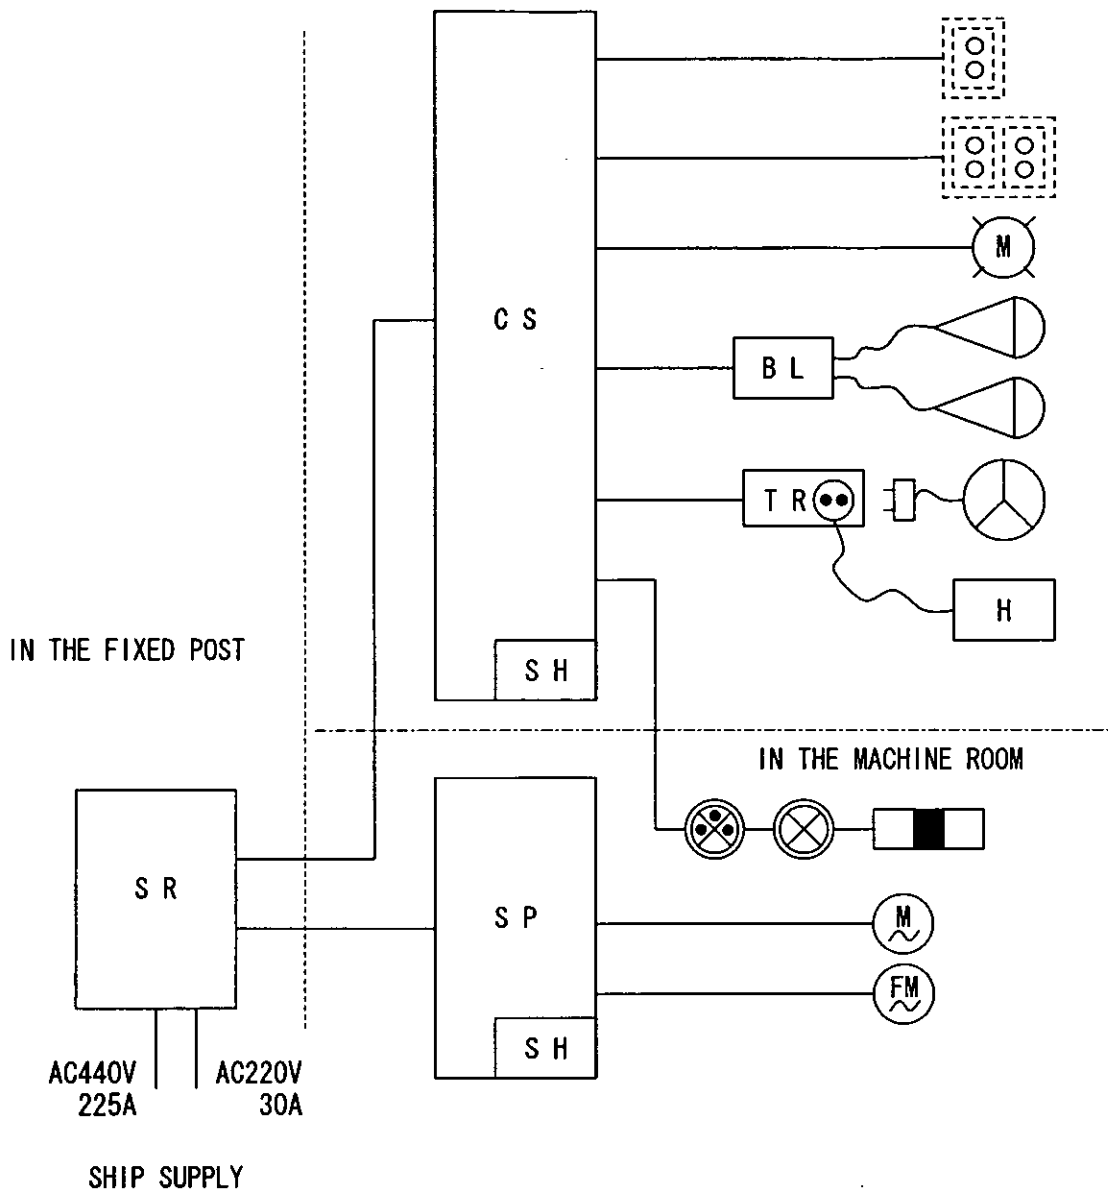 M
C S
B L
T R
H
IN THE FIXED POST
S H
IN THE MACHINE ROOM
S R
S P
M
FM
S H
AC440V
225A
AC220V
30A
SHIP SUPPLY